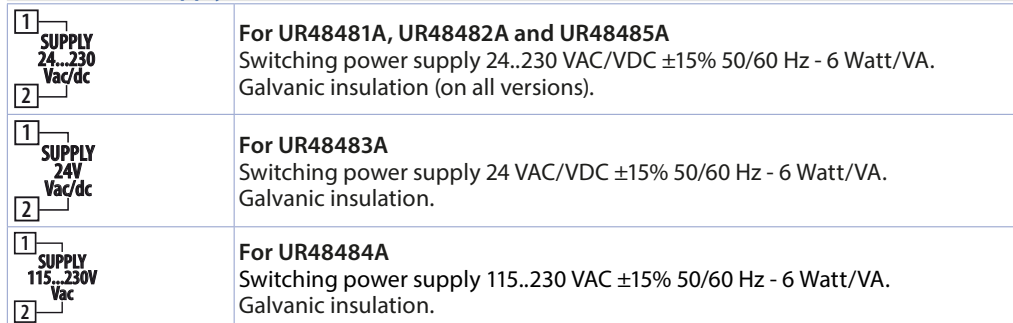 1
SUPPLY
24...230
Vac/dc
2
For UR48481A, UR48482A and UR48485A
Switching power supply 24..230 VAC/VDC ±15% 50/60 Hz - 6 Watt/VA.
Galvanic insulation (on all versions).
1
SUPPLY
24V
Vac/dc
2
For UR48483A
Switching power supply 24 VAC/VDC ±15% 50/60 Hz - 6 Watt/VA.
Galvanic insulation.
1
SUPPLY
115...230V
Vac
2
For UR48484A
Switching power supply 115..230 VAC ±15% 50/60 Hz - 6 Watt/VA.
Galvanic insulation.